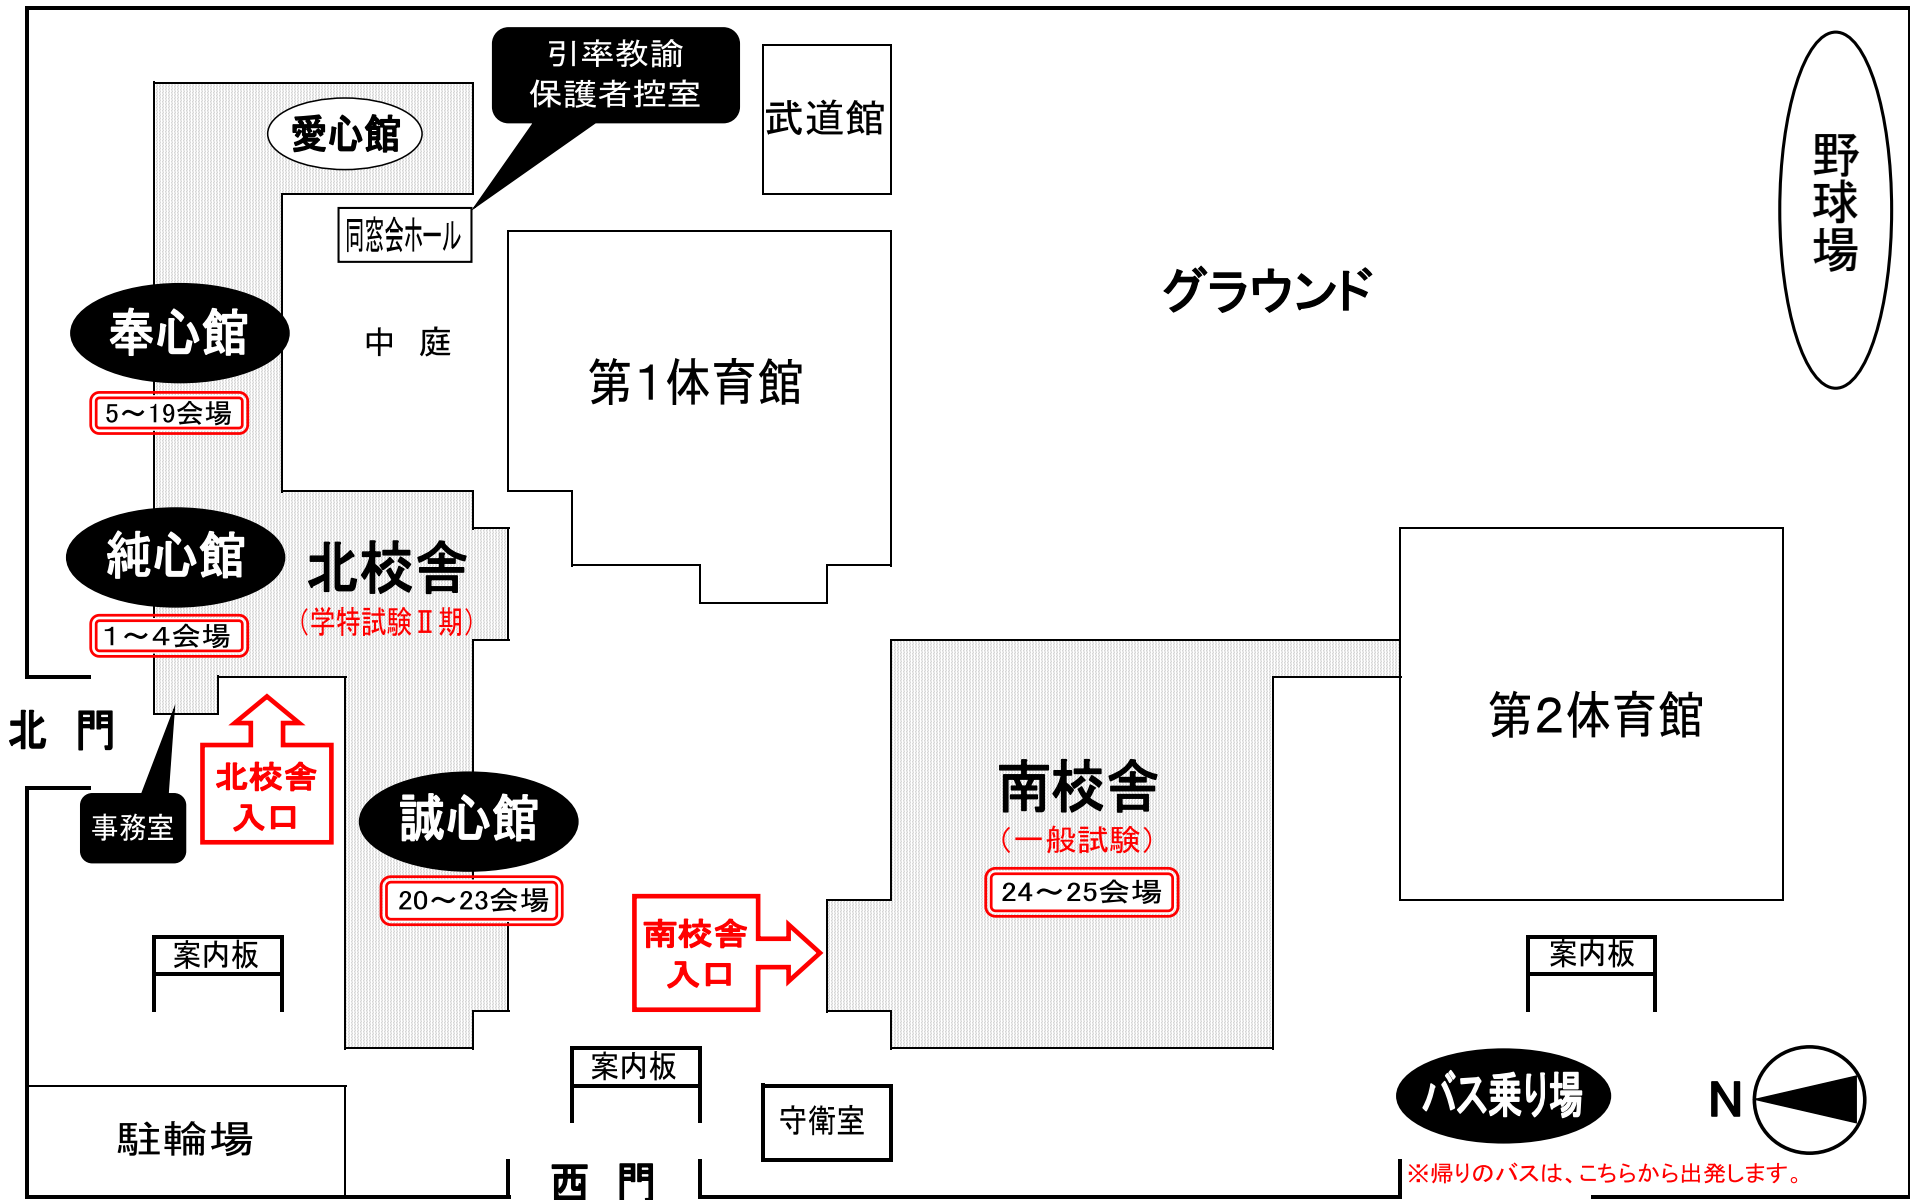 引率教諭
保護者控室
武道館
愛心館
野球場
同窓会ホール
グラウンド
奉心館
5～19会場
中 庭
第1体育館
純心館
1～4会場
北校舎
(学特試験Ⅱ期)
北 門
北校舎
入口
事務室
誠心館
20～23会場
南校舎
(一般試験)
24～25会場
南校舎
入口
第2体育館
案内板
案内板
案内板
守衛室
駐輪場
西 門
バス乗り場
N
※帰りのバスは、こちらから出発します。